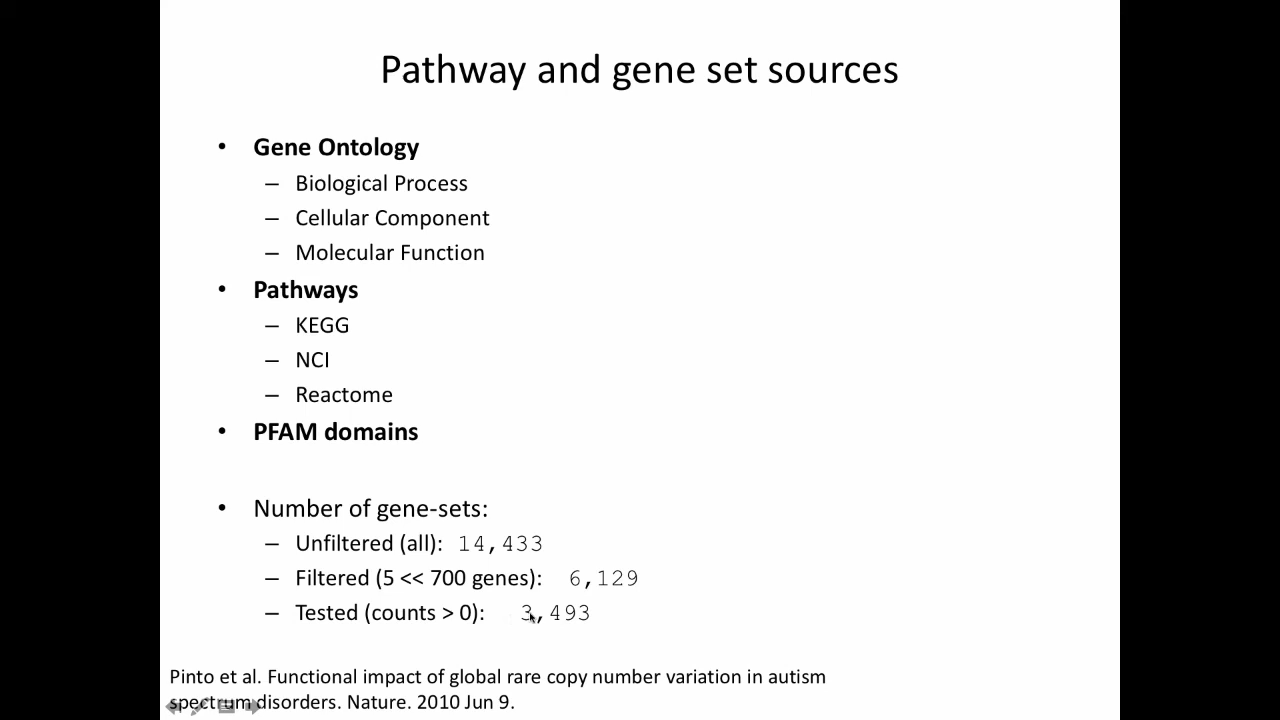 Pathway and gene set sources
• Gene Ontology
– Biological Process
– Cellular Component
– Molecular Function
• Pathways
– KEGG
– NCI
– Reactome
• PFAM domains
• Number of gene-sets:
– Unfiltered (all): 14,433
– Filtered (5 << 700 genes): 6,129
– Tested (counts > 0): 3,493
Pinto et al. Functional impact of global rare copy number variation in autism
spectrum disorders. Nature. 2010 Jun 9.